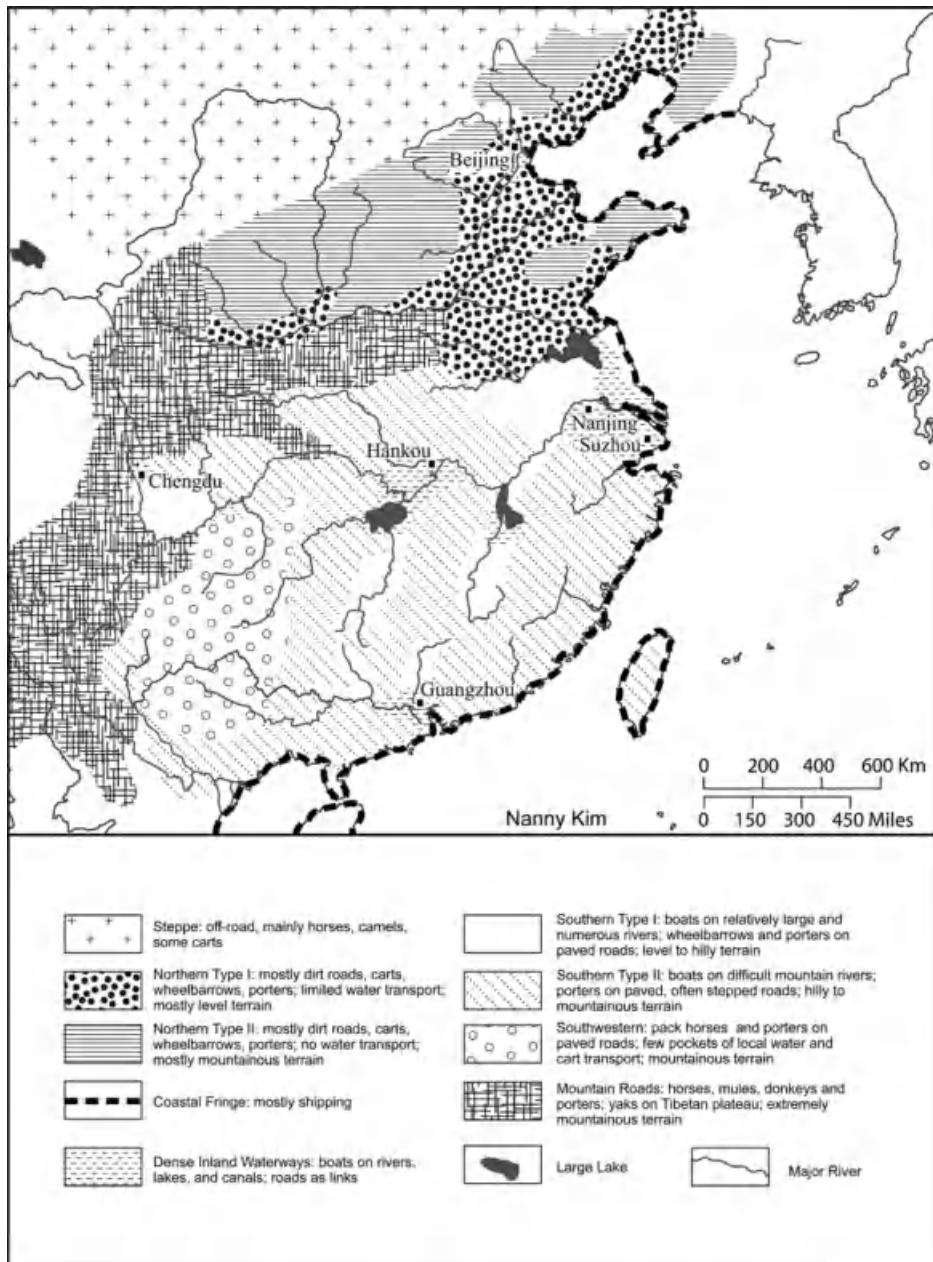 Beijing
Nanjing
Suzhou
Hankou
Chengdu
Guangzhou
0 200 400 600 Km
0 150 300 450 Miles
Nanny Kim
Steppe: off-road, mainly horses, camels,
some carts
Northern Type I: mostly dirt roads, carts,
wheelbarrows, porters; limited water transport;
mostly level terrain
Northern Type II: mostly dirt roads, carts,
wheelbarrows, porters; no water transport;
mostly mountainous terrain
Coastal Fringe: mostly shipping
Dense Inland Waterways: boats on rivers,
lakes, and canals; roads as links
Southern Type I: boats on relatively large and
numerous rivers; wheelbarrows and porters on
paved roads; level to hilly terrain
Southern Type II: boats on difficult mountain rivers;
porters on paved, often stepped roads; hilly to
mountainous terrain
Southwestern: pack horses and porters on
paved roads; few pockets of local water and
cart transport; mountainous terrain
Mountain Roads: horses, mules, donkeys and
porters; yaks on Tibetan plateau; extremely
mountainous terrain
Large Lake
Major River